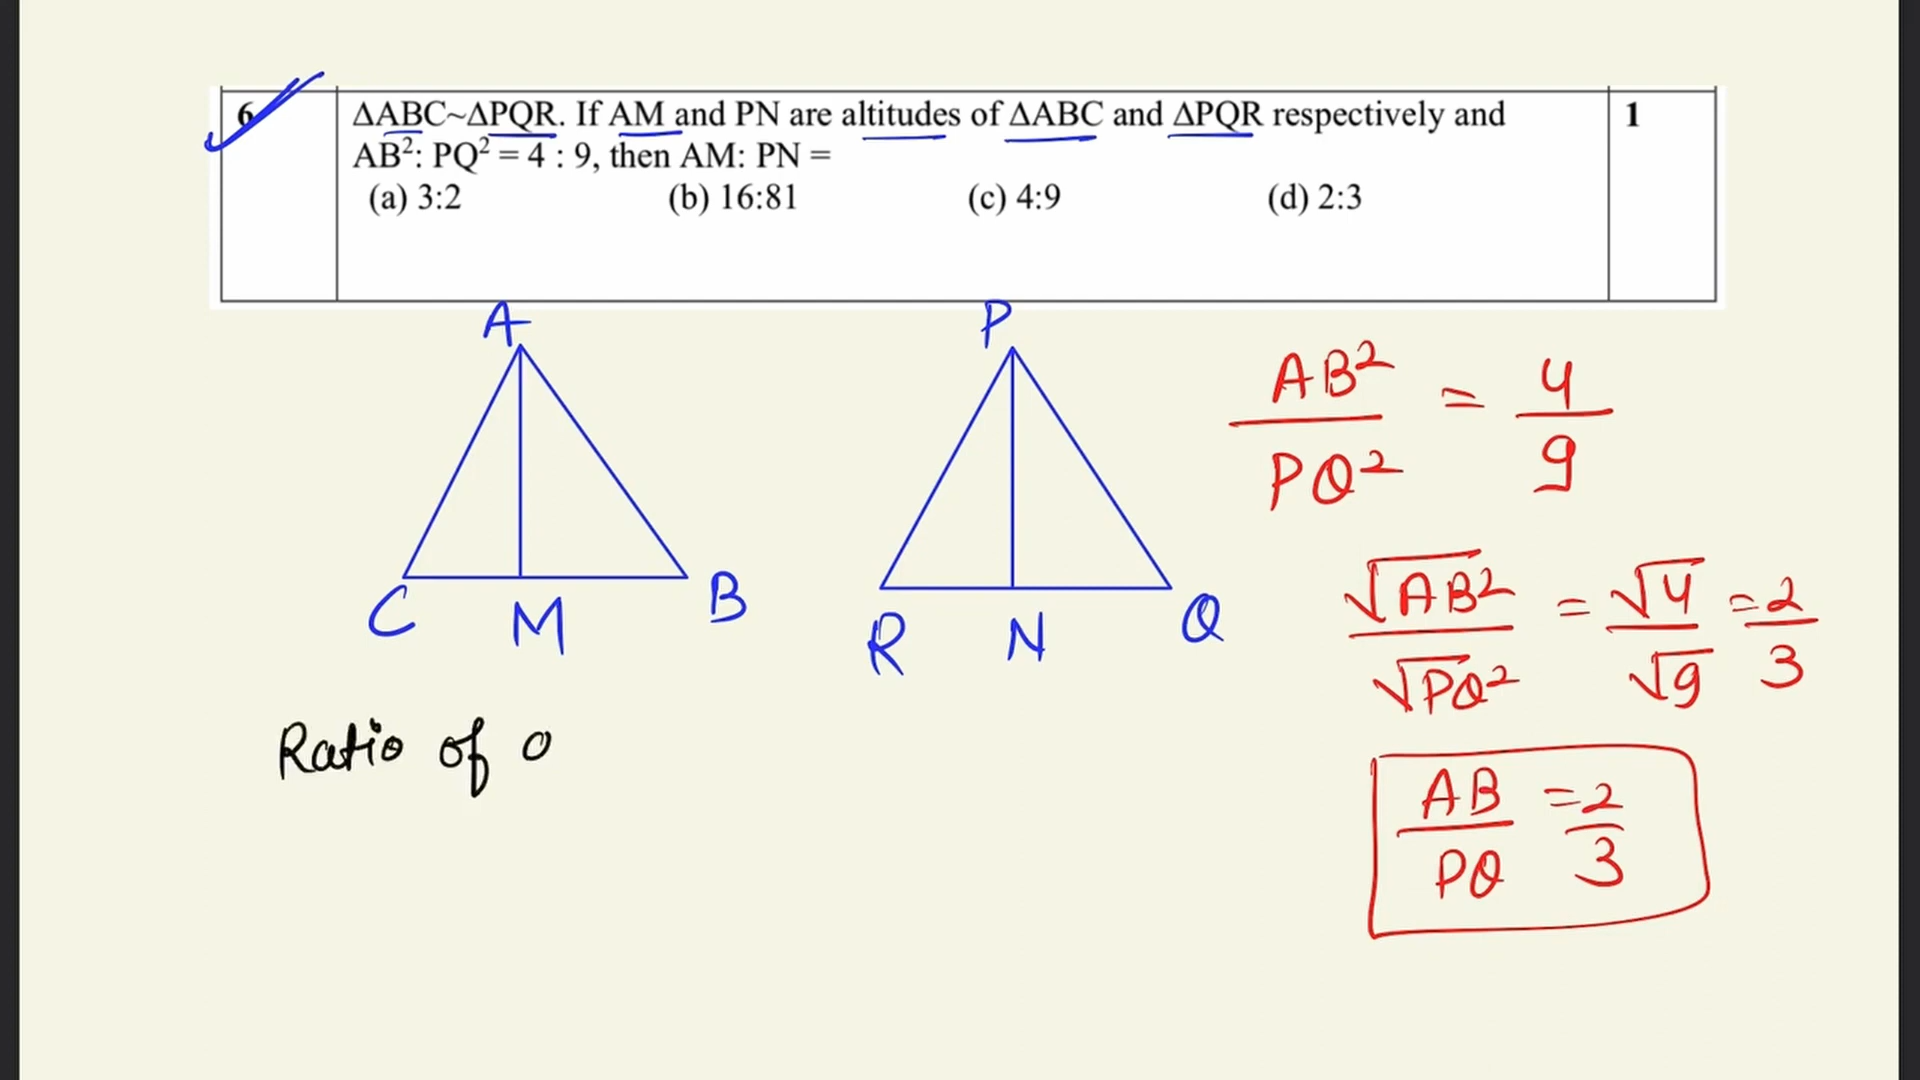 6 ΔABC~ΔPQR. If AM and PN are altitudes of ΔABC and ΔPQR respectively and 1
AB²: PQ² = 4 : 9, then AM: PN =
(a) 3:2 (b) 16:81 (c) 4:9 (d) 2:3
A P
C M B R N Q
AB²/PQ² = 4/9
√AB²/√PQ² = √4/√9 = 2/3
Ratio of a
AB/PQ = 2/3